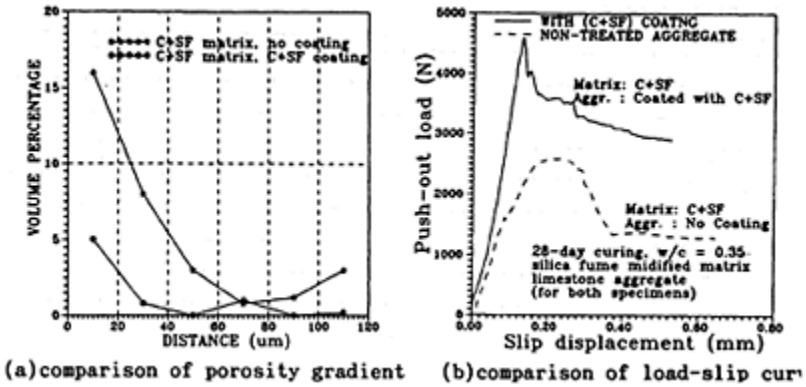 20
15
10
5
0
VOLUME PERCENTAGE
C+SF matrix, no coating
C+SF matrix, C+SF coating
0 20 40 60 80 100 120
DISTANCE (um)
(a)comparison of porosity gradient
5000
4000
3000
2000
1000
0
Push-out load (N)
WITH (C+SF) COATNG
NON-TREATED AGGREGATE
Matrix: C+SF
Aggr. : Coated with C+SF
Matrix: C+SF
Aggr. : No Coating
28-day curing, w/c = 0.35
silica fume midified matrix
limestone aggregate
(for both specimens)
0.00 0.20 0.40 0.60 0.80
Slip displacement (mm)
(b)comparison of load-slip cur